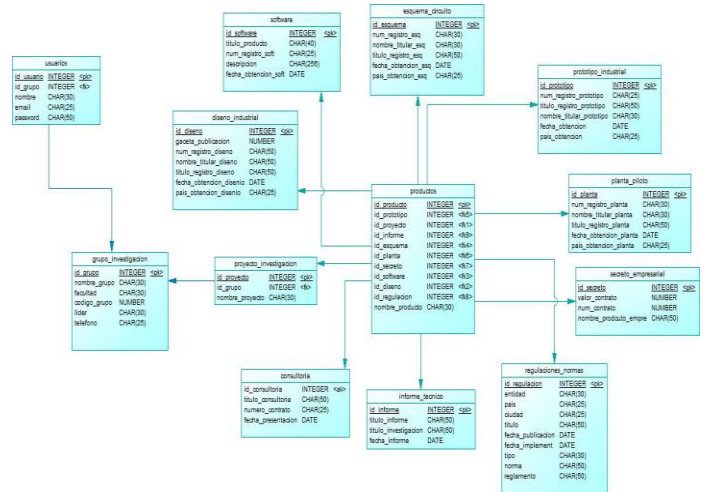 software
id_software INTEGER <pk>
titulo_producto CHAR(40)
num_registro_soft CHAR(25)
descripcion CHAR(256)
fecha_obtencion_soft DATE
esquema_circuito
id_esquema INTEGER <pk>
num_registro_esq CHAR(30)
nombre_titular_esq CHAR(30)
titulo_registro_esq CHAR(50)
fecha_obtencion_esq DATE
pais_obtencion_esq CHAR(25)
usuarios
id_usuario INTEGER <pk>
id_grupo INTEGER <fk>
nombre CHAR(30)
email CHAR(25)
password CHAR(50)
prototipo_industrial
id_prototipo INTEGER <pk>
num_registro_prototipo CHAR(25)
titulo_registro_prototipo CHAR(50)
nombre_titular_prototipo CHAR(30)
fecha_obtencion DATE
pais_obtencion CHAR(25)
diseno_industrial
id_diseno INTEGER <pk>
gaceta_publicacion NUMBER
num_registro_diseno CHAR(50)
nombre_titular_diseno CHAR(50)
titulo_registro_diseno CHAR(50)
fecha_obtencion_disenio DATE
pais_obtencion_disenio CHAR(25)
productos
id_producto INTEGER <pk>
id_prototipo INTEGER <fk5>
id_proyecto INTEGER <fk1>
id_informe INTEGER <fk9>
id_esquema INTEGER <fk4>
id_planta INTEGER <fk6>
id_secreto INTEGER <fk7>
id_software INTEGER <fk3>
id_diseno INTEGER <fk2>
id_regulacion INTEGER <fk8>
nombre_producto CHAR(30)
planta_piloto
id_planta INTEGER <pk>
num_registro_planta CHAR(30)
nombre_titular_planta CHAR(30)
titulo_registro_planta CHAR(50)
fecha_obtencion_planta DATE
pais_obtencion_planta CHAR(25)
grupo_investigacion
id_grupo INTEGER <pk>
nombre_grupo CHAR(30)
facultad CHAR(30)
codigo_grupo NUMBER
lider CHAR(30)
telefono CHAR(25)
proyecto_investigacion
id_proyecto INTEGER <pk>
id_grupo INTEGER <fk>
nombre_proyecto CHAR(30)
secreto_empresarial
id_secreto INTEGER <pk>
valor_contrato NUMBER
num_contrato NUMBER
nombre_prodcuto_empre CHAR(50)
consultoria
id_consultoria INTEGER <ak>
titulo_consultoria CHAR(50)
numero_contrato CHAR(25)
fecha_presentacion DATE
informe_tecnico
id_informe INTEGER <pk>
titulo_informe CHAR(50)
titulo_investigacion CHAR(50)
fecha_informe DATE
regulaciones_normas
id_regulacion INTEGER <pk>
entidad CHAR(30)
pais CHAR(25)
ciudad CHAR(25)
titulo CHAR(50)
fecha_publicacion DATE
fecha_implement DATE
tipo CHAR(30)
norma CHAR(50)
reglamento CHAR(50)